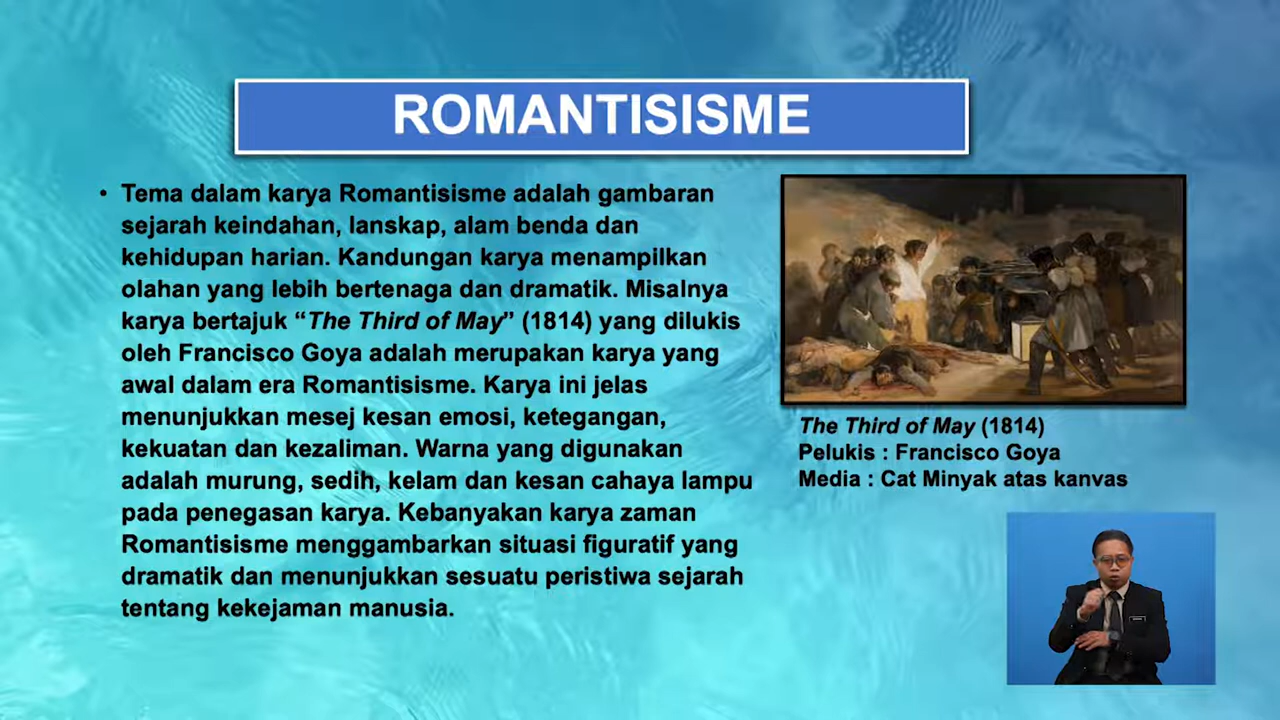 ROMANTISISME
• Tema dalam karya Romantisisme adalah gambaran
sejarah keindahan, lanskap, alam benda dan
kehidupan harian. Kandungan karya menampilkan
olahan yang lebih bertenaga dan dramatik. Misalnya
karya bertajuk “The Third of May” (1814) yang dilukis
oleh Francisco Goya adalah merupakan karya yang
awal dalam era Romantisisme. Karya ini jelas
menunjukkan mesej kesan emosi, ketegangan,
kekuatan dan kezaliman. Warna yang digunakan
adalah murung, sedih, kelam dan kesan cahaya lampu
pada penegasan karya. Kebanyakan karya zaman
Romantisisme menggambarkan situasi figuratif yang
dramatik dan menunjukkan sesuatu peristiwa sejarah
tentang kekejaman manusia.
The Third of May (1814)
Pelukis : Francisco Goya
Media : Cat Minyak atas kanvas